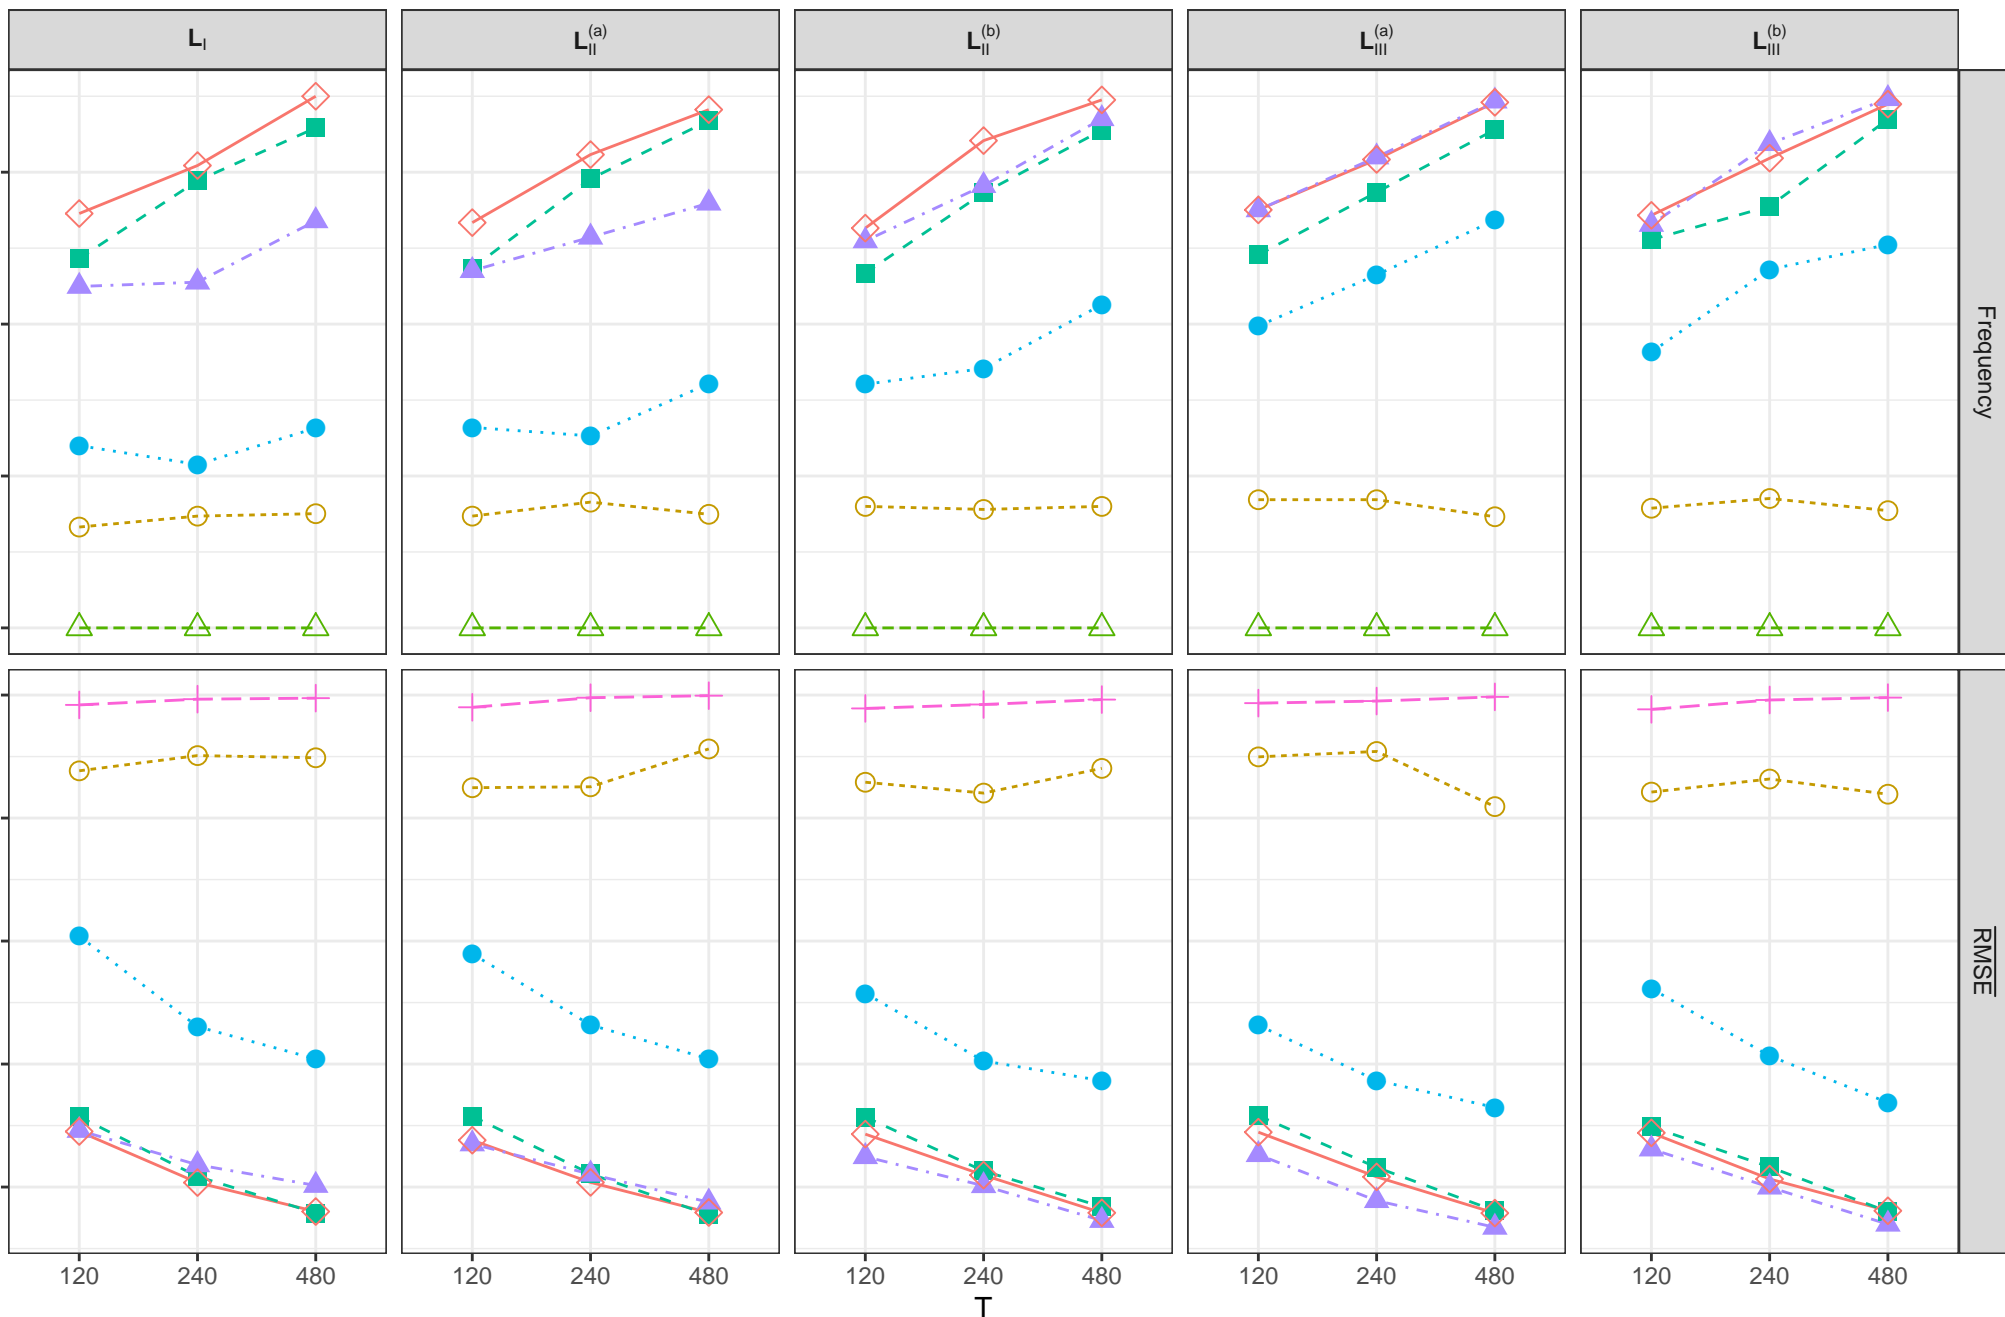 L_I L_II^(a) L_II^(b) L_III^(a) L_III^(b)
Frequency
RMSE
120 240 480 120 240 480 120 240 480 120 240 480 120 240 480
T